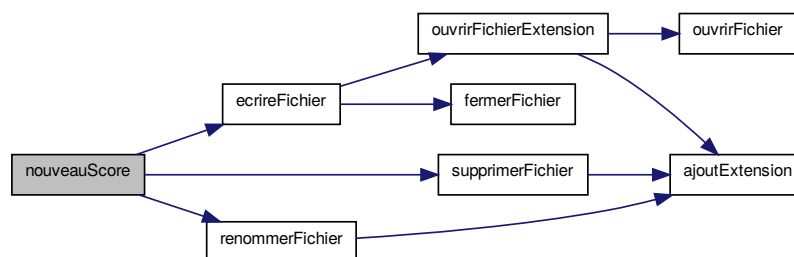 ouvrirFichierExtension
ouvrirFichier
ecrireFichier
fermerFichier
nouveauScore
supprimerFichier
ajoutExtension
renommerFichier